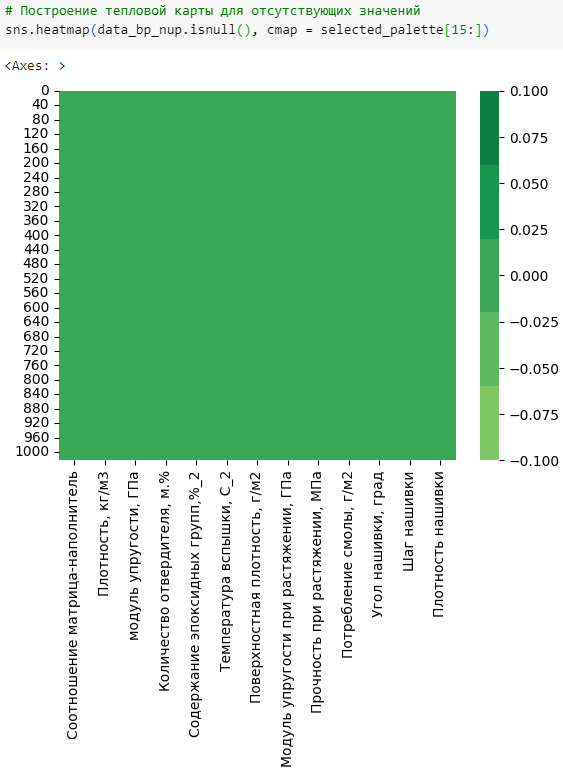 # Построение тепловой карты для отсутствующих значений
sns.heatmap(data_bp_nup.isnull(), cmap = selected_palette[15:])
<Axes: >
0
40
80
120
160
200
240
280
320
360
400
440
480
520
560
600
640
680
720
760
800
840
880
920
960
1000
0.100
0.075
0.050
0.025
0.000
−0.025
−0.050
−0.075
−0.100
Соотношение матрица-наполнитель
Плотность, кг/м3
модуль упругости, ГПа
Количество отвердителя, м.%
Содержание эпоксидных групп,%_2
Температура вспышки, С_2
Поверхностная плотность, г/м2
Модуль упругости при растяжении, ГПа
Прочность при растяжении, МПа
Потребление смолы, г/м2
Угол нашивки, град
Шаг нашивки
Плотность нашивки